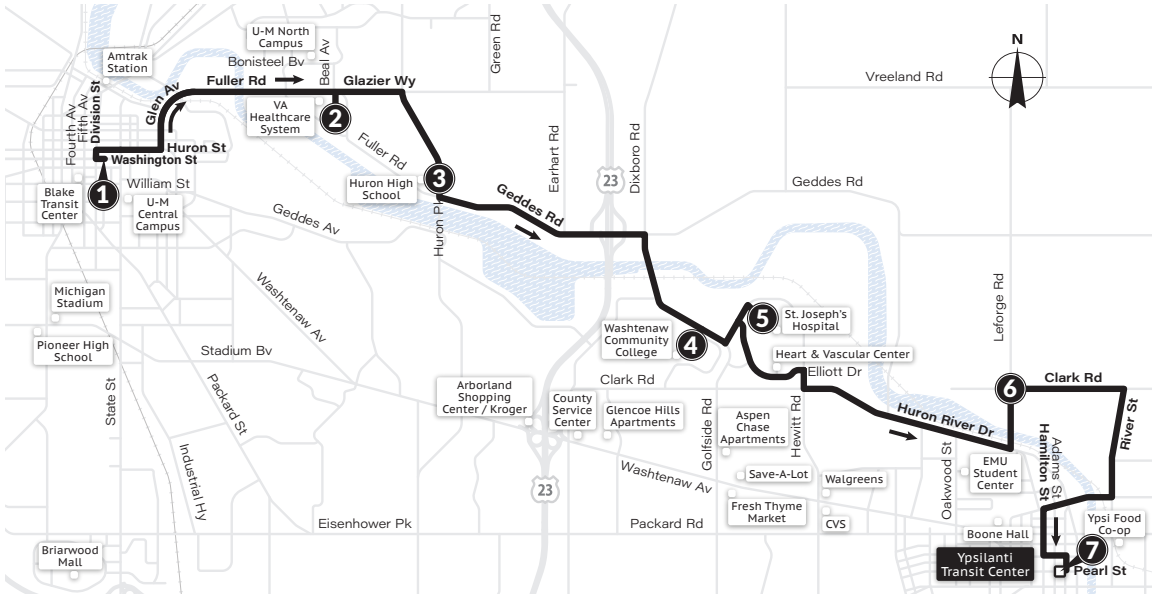 U-M North
Campus
Green Rd
N
Amtrak
Station
Bonisteel Bv
Beal Av
Fuller Rd
Glazier Wy
Vreeland Rd
Glen Av
Fourth Av
Fifth Av
Division St
VA
Healthcare
System
2
Huron St
Washington St
Fuller Rd
Earhart Rd
Dixboro Rd
Blake
Transit
Center
1
William St
U-M
Central
Campus
Huron High
School
3
23
Geddes Rd
Geddes Rd
Geddes Av
Huron Pk
Michigan
Stadium
Washtenaw Av
Leforge Rd
Pioneer High
School
Stadium Bv
Washtenaw
Community
College
4
5
St. Joseph's
Hospital
Heart & Vascular Center
Elliott Dr
State St
Packard St
Arborland
Shopping
Center / Kroger
Clark Rd
County
Service
Center
Glencoe Hills
Apartments
Golfside Rd
Aspen
Chase
Apartments
Hewitt Rd
Huron River Dr
6
Clark Rd
River St
Industrial Hy
Washtenaw Av
Save-A-Lot
Walgreens
Oakwood St
EMU
Student
Center
Hamilton St
Adams St
23
Fresh Thyme
Market
CVS
Eisenhower Pk
Packard Rd
Boone Hall
Ypsi Food
Co-op
Briarwood
Mall
Ypsilanti
Transit Center
7
Pearl St